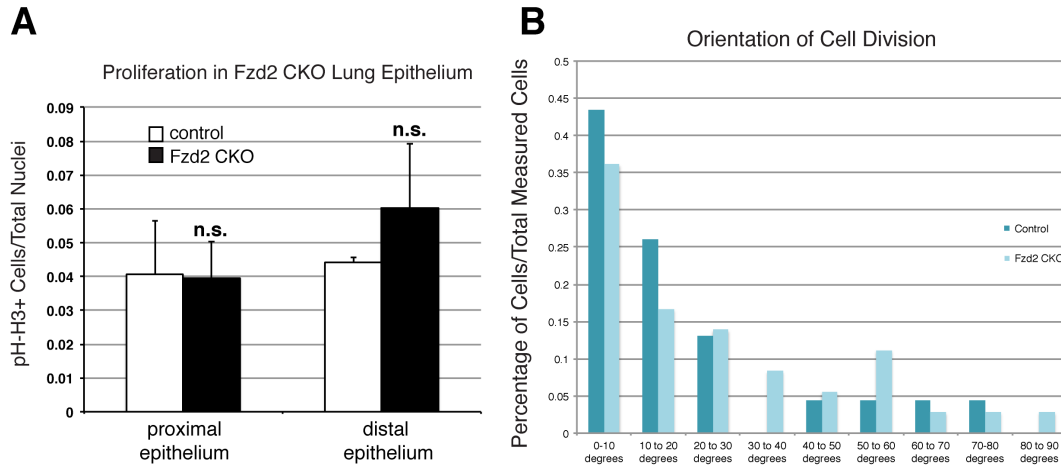 A
Proliferation in Fzd2 CKO Lung Epithelium
pH-H3+ Cells/Total Nuclei
0.09
0.08
0.07
0.06
0.05
0.04
0.03
0.02
0.01
0
control
Fzd2 CKO
n.s.
n.s.
proximal
epithelium
distal
epithelium
B
Orientation of Cell Division
Percentage of Cells/Total Measured Cells
0.5
0.45
0.4
0.35
0.3
0.25
0.2
0.15
0.1
0.05
0
Control
Fzd2 CKO
0-10
degrees
10 to 20
degrees
20 to 30
degrees
30 to 40
degrees
40 to 50
degrees
50 to 60
degrees
60 to 70
degrees
70-80
degrees
80 to 90
degrees